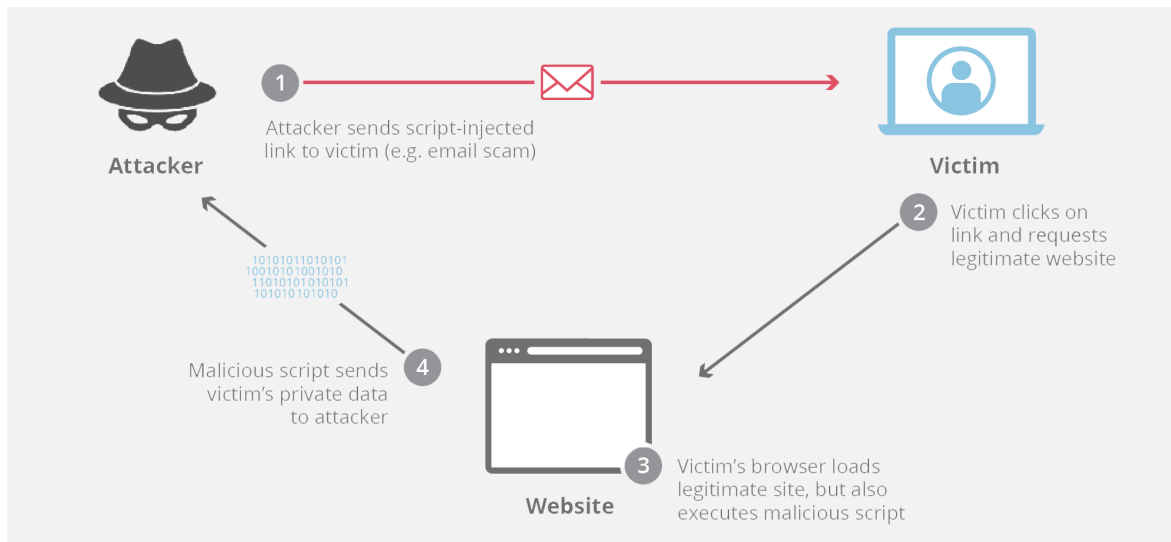 1
Attacker sends script-injected
link to victim (e.g. email scam)
Attacker
Victim
2
Victim clicks on
link and requests
legitimate website
10101011010101
10010101001010
11010101010101
101010101010
4
Malicious script sends
victim's private data
to attacker
3
Victim's browser loads
legitimate site, but also
executes malicious script
Website